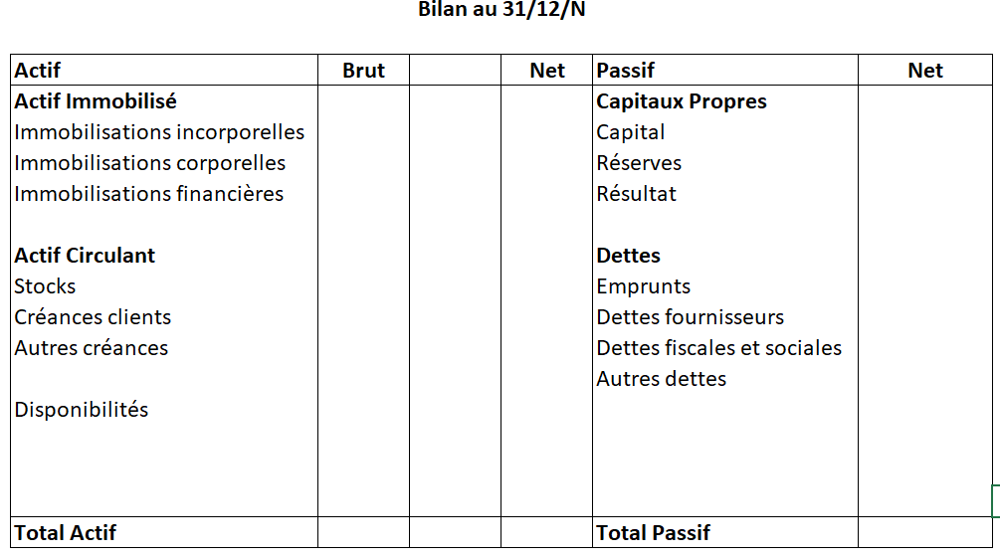 Bilan au 31/12/N
Actif Brut Net Passif Net
Actif Immobilisé Capitaux Propres
Immobilisations incorporelles Capital
Immobilisations corporelles Réserves
Immobilisations financières Résultat
Actif Circulant Dettes
Stocks Emprunts
Créances clients Dettes fournisseurs
Autres créances Dettes fiscales et sociales
Autres dettes
Disponibilités
Total Actif Total Passif